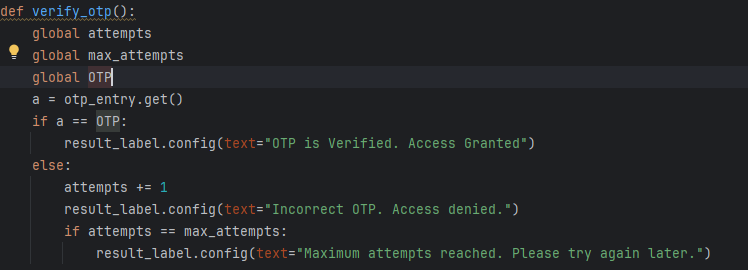 def verify_otp():
    global attempts
    global max_attempts
    global OTP
    a = otp_entry.get()
    if a == OTP:
        result_label.config(text="OTP is Verified. Access Granted")
    else:
        attempts += 1
        result_label.config(text="Incorrect OTP. Access denied.")
        if attempts == max_attempts:
            result_label.config(text="Maximum attempts reached. Please try again later.")